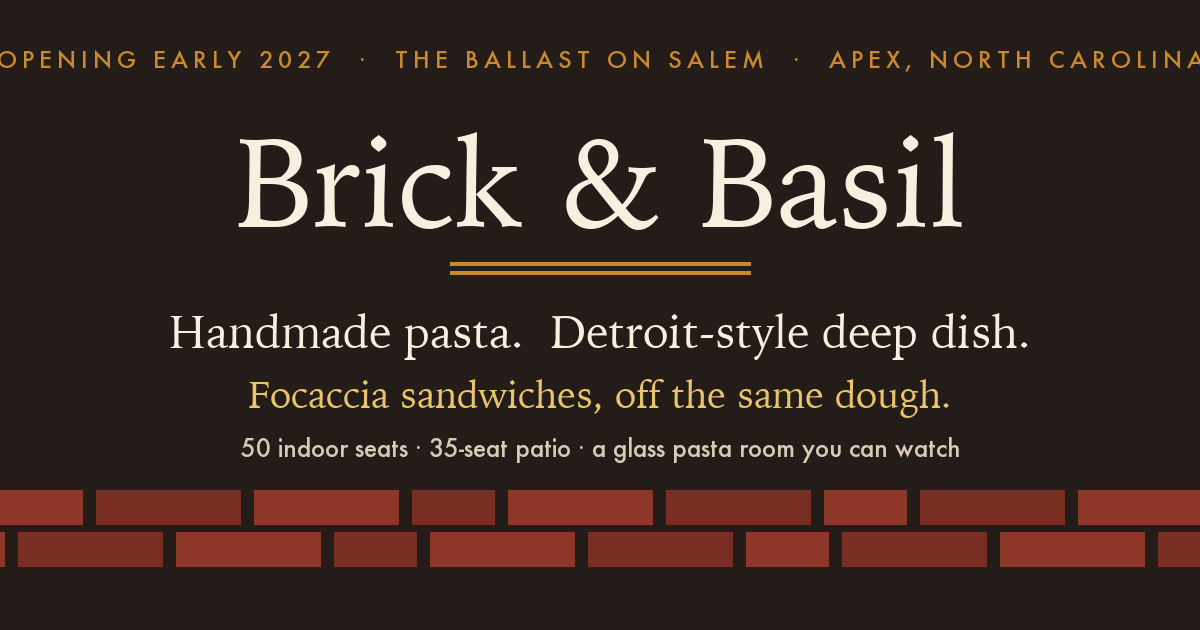 OPENING EARLY 2027 · THE BALLAST ON SALEM · APEX, NORTH CAROLINA
Brick & Basil
Handmade pasta. Detroit-style deep dish.
Focaccia sandwiches, off the same dough.
50 indoor seats · 35-seat patio · a glass pasta room you can watch